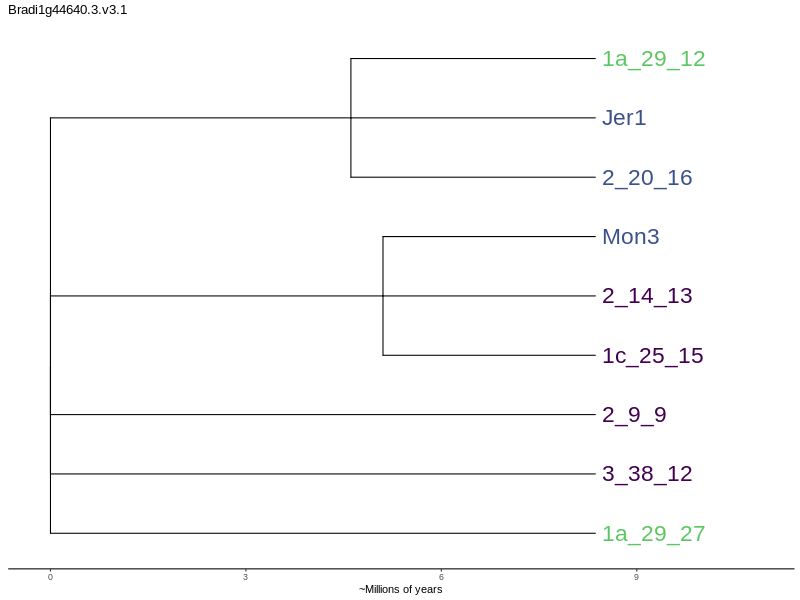 Bradi1g44640.3.v3.1
1a_29_12
Jer1
2_20_16
Mon3
2_14_13
1c_25_15
2_9_9
3_38_12
1a_29_27
0 3 6 9
~Millions of years